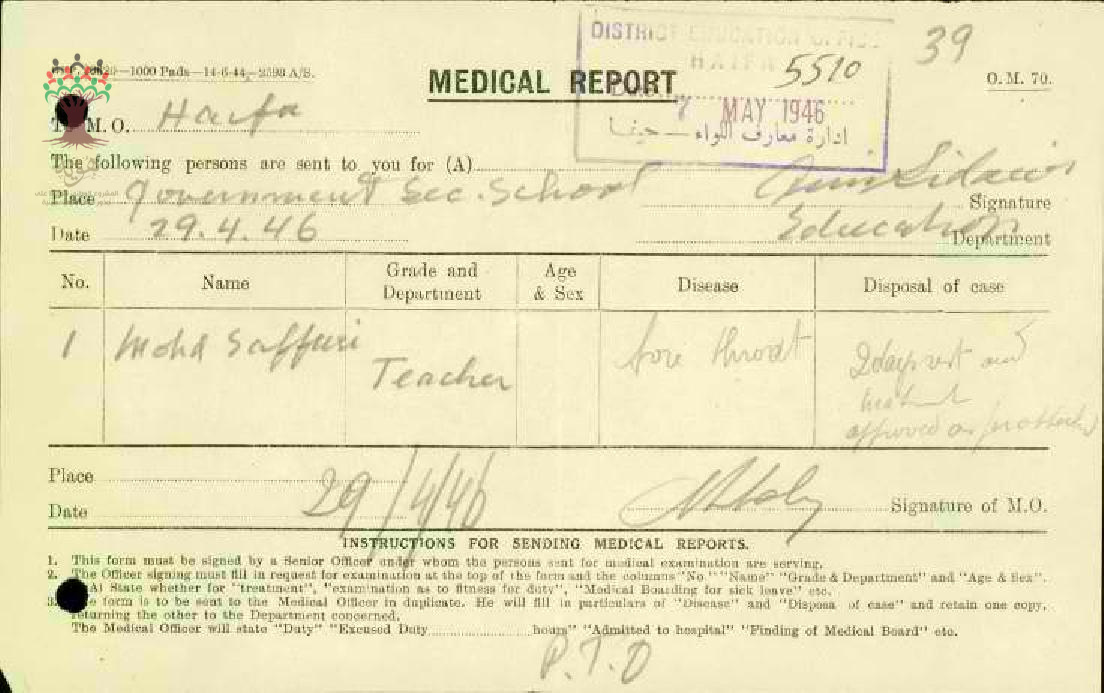 DISTRICT EDUCATION OFFICE
HAIFA
5510
39
7 MAY 1946
ادارة معارف اللواء — حيفا
1000 Pads—14-6-44— A/S.
MEDICAL REPORT
O. M. 70.
M.O. Haifa
The following persons are sent to you for (A)
Place Government Sec. School
Signature
Date 29.4.46 Education Department
No. Name Grade and Department Age & Sex Disease Disposal of case
1 Mohd Saffuri Teacher Sore throat 2 days rest and
approved as
Place
Date 29/4/46 Signature of M.O.
INSTRUCTIONS FOR SENDING MEDICAL REPORTS.
1. This form must be signed by a Senior Officer under whom the persons sent for medical examination are serving.
2. The Officer signing must fill in request for examination at the top of the form and the columns "No." "Name" "Grade & Department" and "Age & Sex".
(A) State whether for "treatment", "examination as to fitness for duty", "Medical Boarding for sick leave" etc.
3. The form is to be sent to the Medical Officer in duplicate. He will fill in particulars of "Disease" and "Disposa of case" and retain one copy,
returning the other to the Department concerned.
The Medical Officer will state "Duty" "Excused Duty ............ hours" "Admitted to hospital" "Finding of Medical Board" etc.
P.T.O